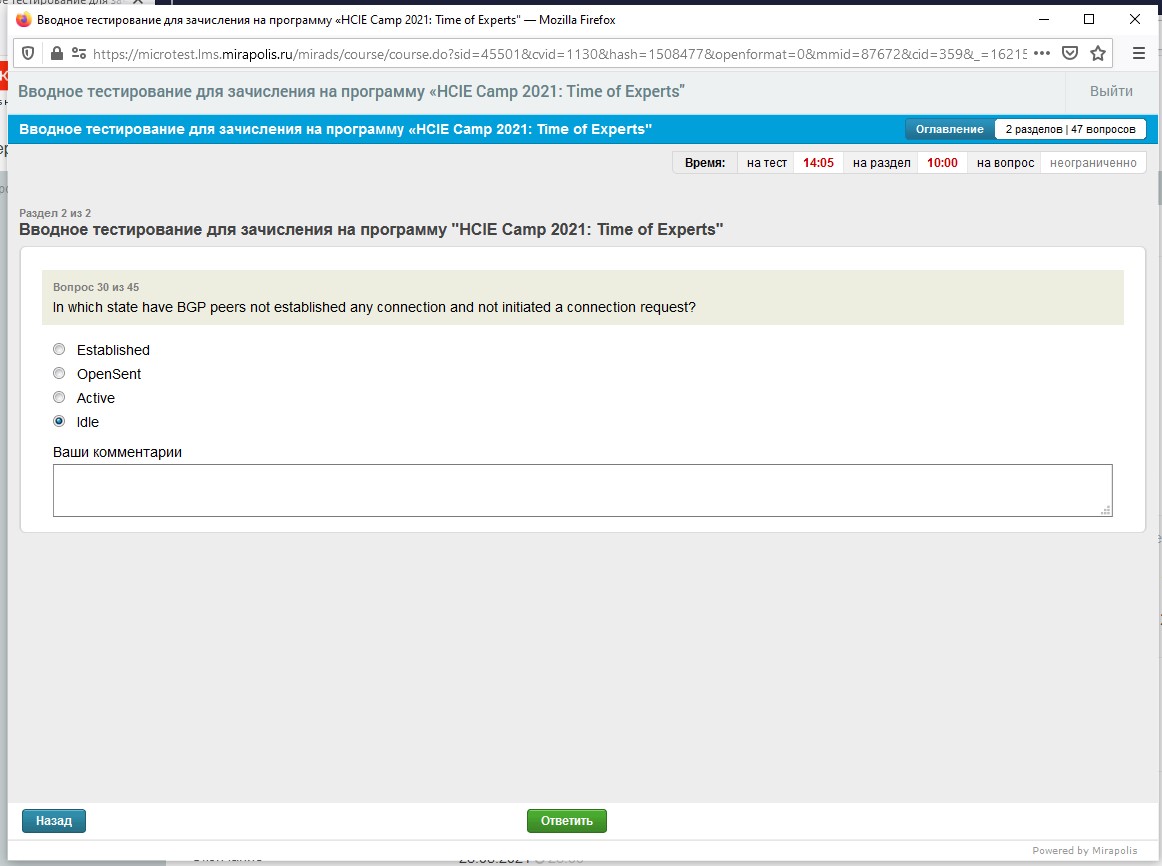 Вводное тестирование для зачисления на программу «HCIE Camp 2021: Time of Experts" — Mozilla Firefox
https://microtest.lms.mirapolis.ru/mirads/course/course.do?sid=45501&cvid=1130&hash=1508477&openformat=0&mmid=87672&cid=359&_=16215
Вводное тестирование для зачисления на программу «HCIE Camp 2021: Time of Experts" Выйти
Вводное тестирование для зачисления на программу «HCIE Camp 2021: Time of Experts" Оглавление 2 разделов | 47 вопросов
Время: на тест 14:05 на раздел 10:00 на вопрос неограниченно
Раздел 2 из 2
Вводное тестирование для зачисления на программу "HCIE Camp 2021: Time of Experts"
Вопрос 30 из 45
In which state have BGP peers not established any connection and not initiated a connection request?
Established
OpenSent
Active
Idle
Ваши комментарии
Назад Ответить
Powered by Mirapolis